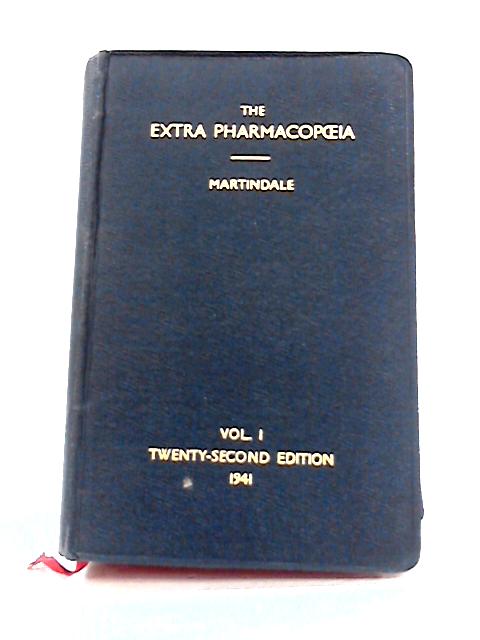 THE
EXTRA PHARMACOPŒIA
MARTINDALE
VOL. I
TWENTY-SECOND EDITION
1941